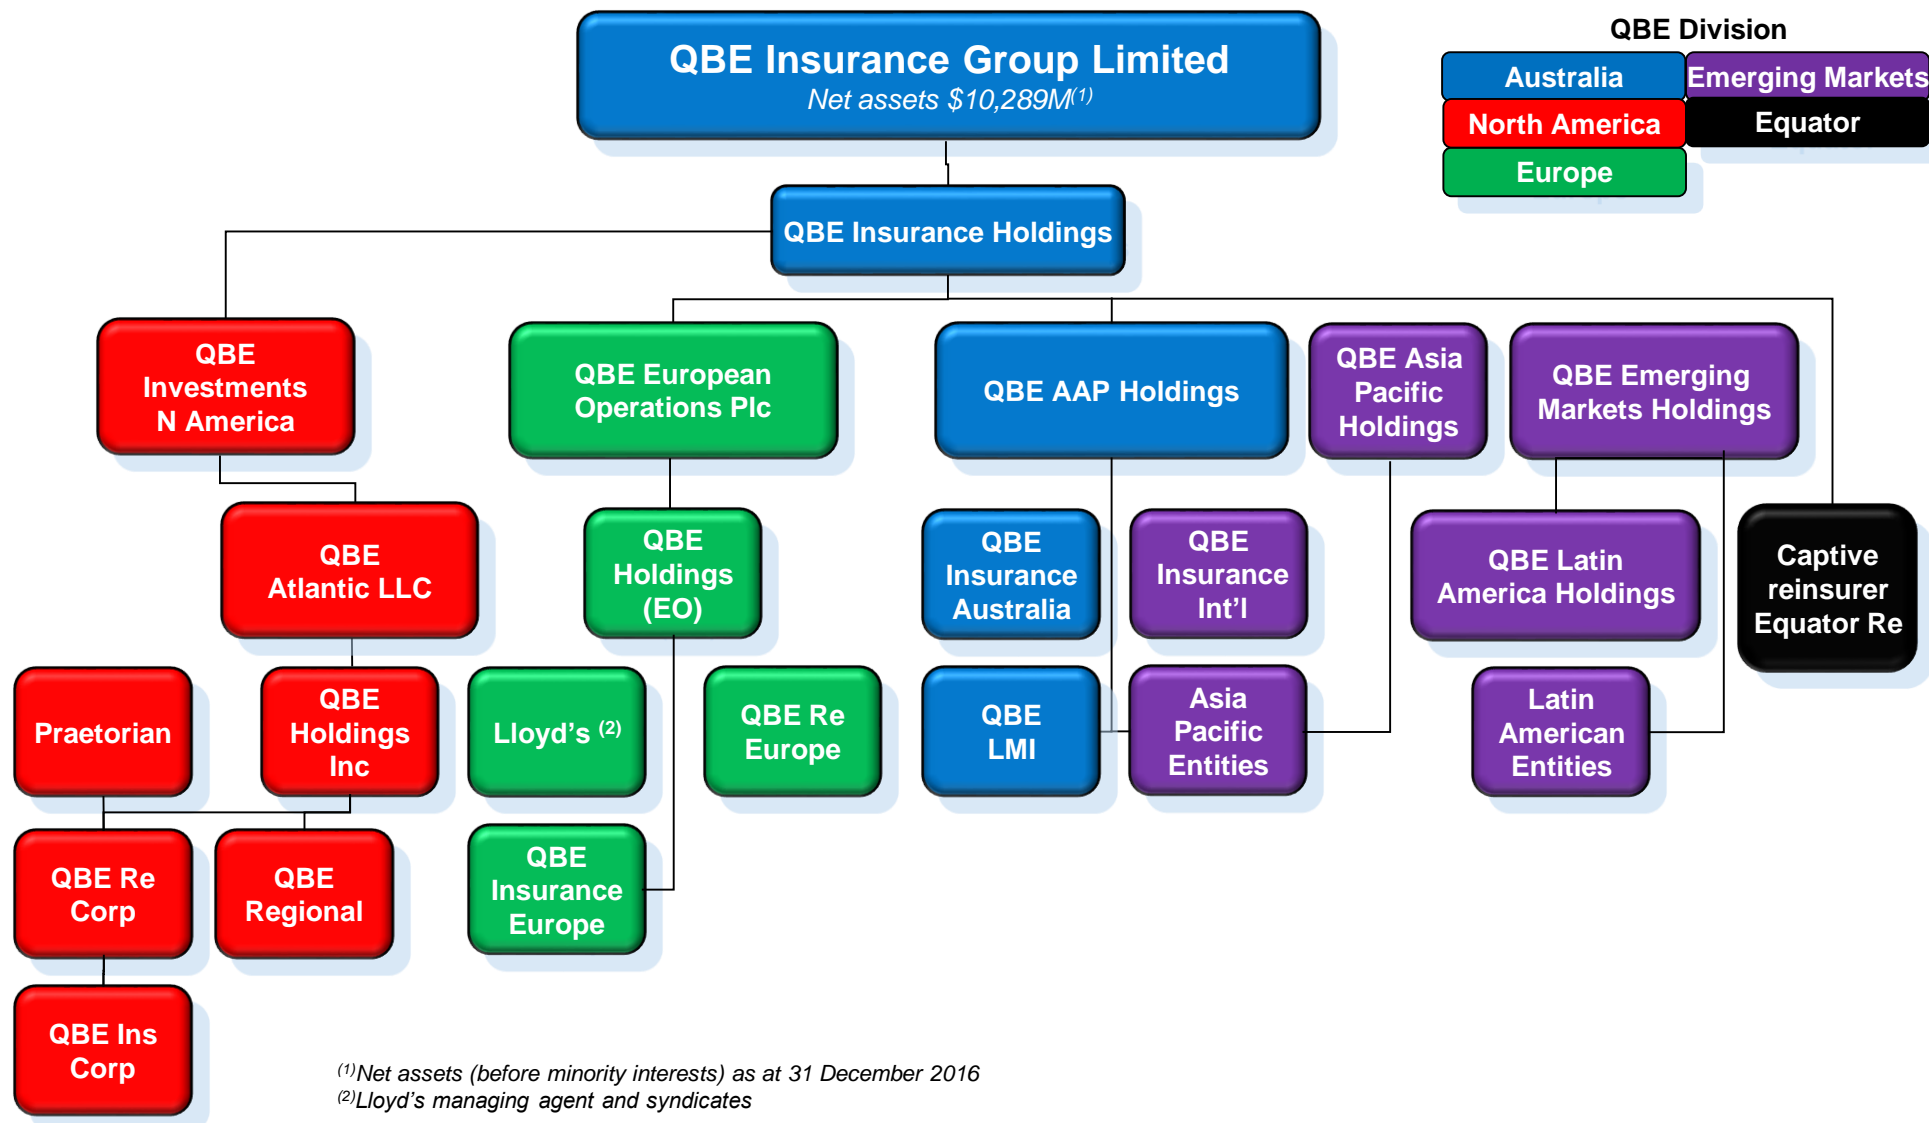 QBE Insurance Group Limited
Net assets $10,289M(1)
QBE Division
Australia
Emerging Markets
North America
Equator
Europe
QBE Insurance Holdings
QBE
Investments
N America
QBE European
Operations Plc
QBE AAP Holdings
QBE Asia
Pacific
Holdings
QBE Emerging
Markets Holdings
QBE
Atlantic LLC
QBE
Holdings
(EO)
QBE
Insurance
Australia
QBE
Insurance
Int'l
QBE Latin
America Holdings
Captive
reinsurer
Equator Re
Praetorian
QBE
Holdings
Inc
Lloyd's (2)
QBE Re
Europe
QBE
LMI
Asia
Pacific
Entities
Latin
American
Entities
QBE Re
Corp
QBE
Regional
QBE
Insurance
Europe
QBE Ins
Corp
(1)Net assets (before minority interests) as at 31 December 2016
(2)Lloyd's managing agent and syndicates